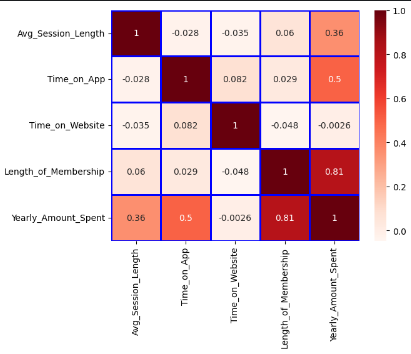 Avg_Session_Length 1 -0.028 -0.035 0.06 0.36
Time_on_App -0.028 1 0.082 0.029 0.5
Time_on_Website -0.035 0.082 1 -0.048 -0.0026
Length_of_Membership 0.06 0.029 -0.048 1 0.81
Yearly_Amount_Spent 0.36 0.5 -0.0026 0.81 1
Avg_Session_Length
Time_on_App
Time_on_Website
Length_of_Membership
Yearly_Amount_Spent
1.0
0.8
0.6
0.4
0.2
0.0